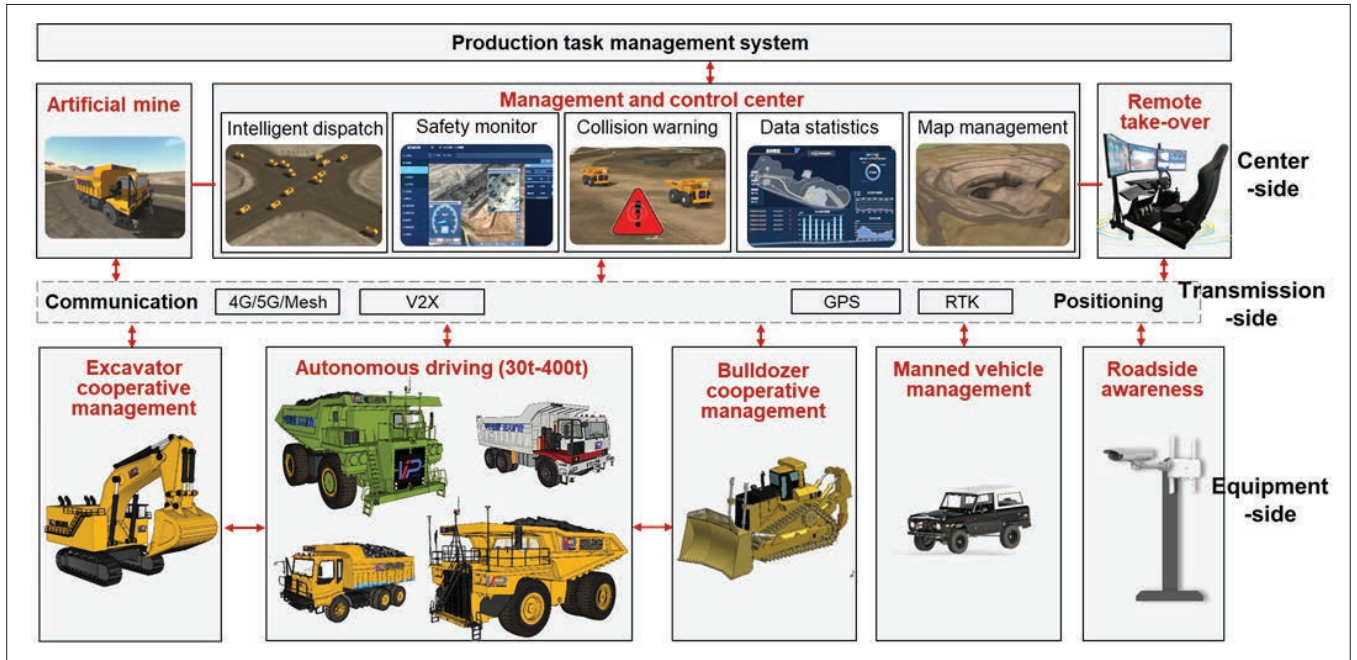 Production task management system
Artificial mine
Management and control center
Remote
take-over
Intelligent dispatch
Safety monitor
Collision warning
Data statistics
Map management
Center
-side
Communication
4G/5G/Mesh
V2X
GPS
RTK
Positioning
Transmission
-side
Excavator
cooperative
management
Autonomous driving (30t-400t)
Bulldozer
cooperative
management
Manned vehicle
management
Roadside
awareness
Equipment
-side